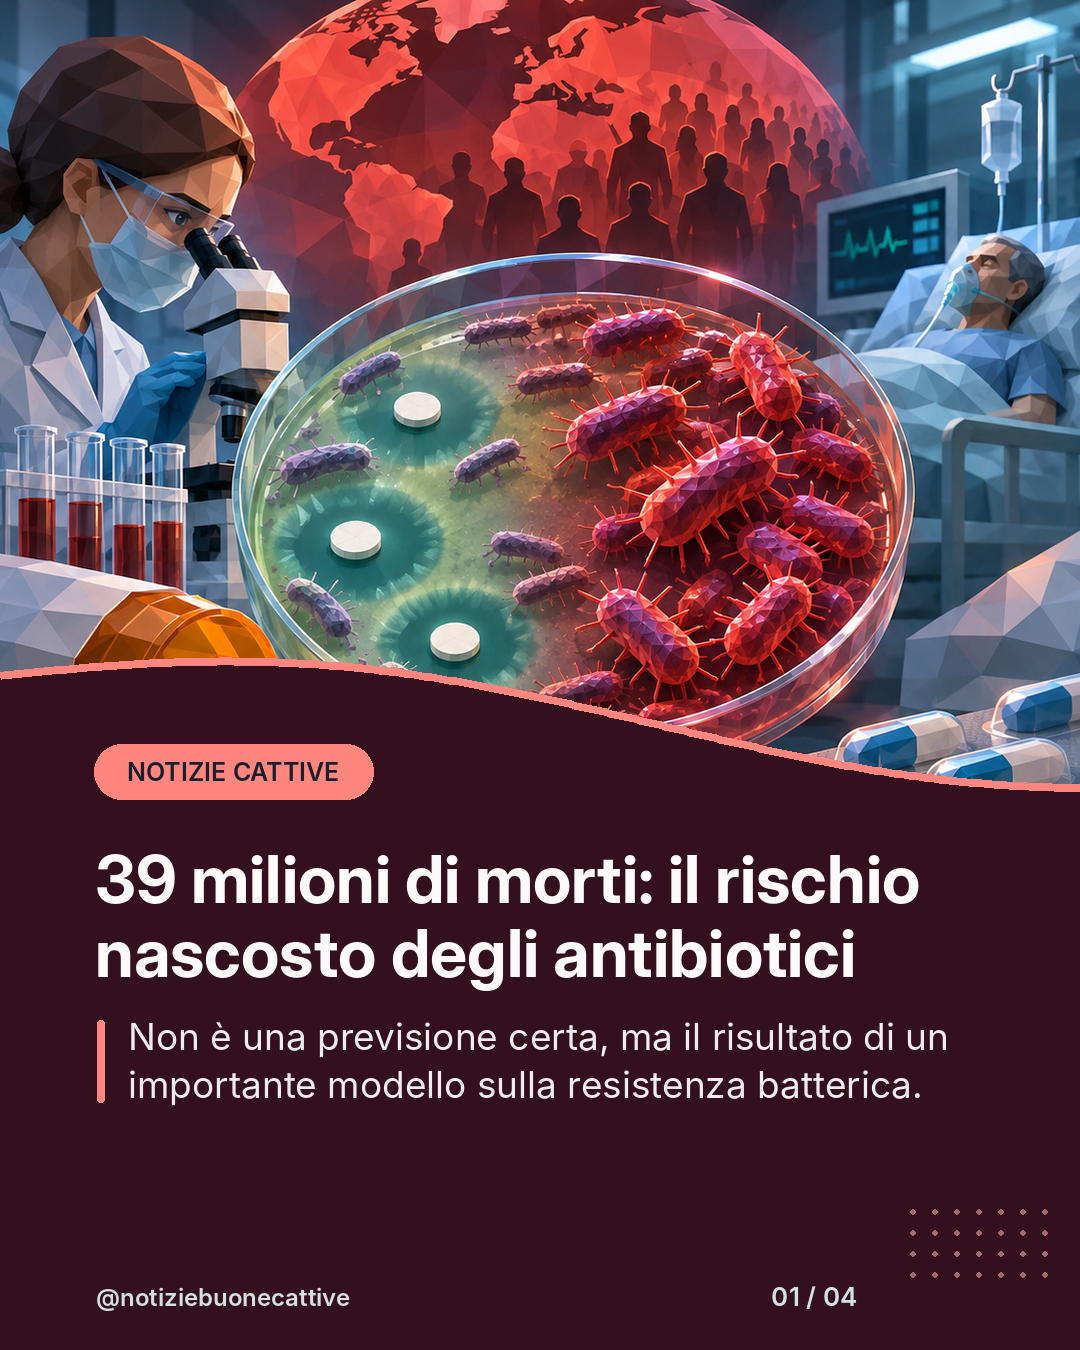 NOTIZIE CATTIVE
39 milioni di morti: il rischio
nascosto degli antibiotici
Non è una previsione certa, ma il risultato di un
importante modello sulla resistenza batterica.
@notiziebuonecattive
01 / 04